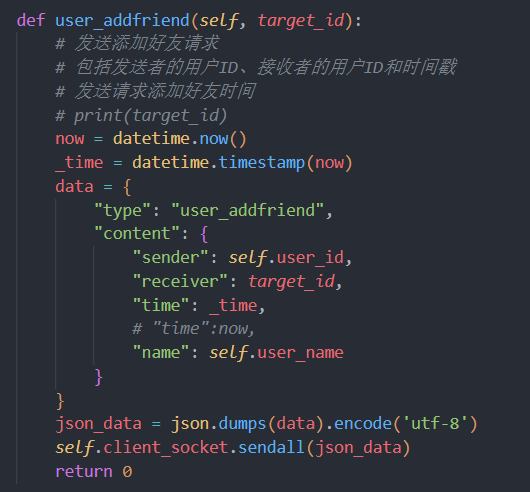 def user_addfriend(self, target_id):
    # 发送添加好友请求
    # 包括发送者的用户ID、接收者的用户ID和时间戳
    # 发送请求添加好友时间
    # print(target_id)
    now = datetime.now()
    _time = datetime.timestamp(now)
    data = {
        "type": "user_addfriend",
        "content": {
            "sender": self.user_id,
            "receiver": target_id,
            "time": _time,
            # "time":now,
            "name": self.user_name
        }
    }
    json_data = json.dumps(data).encode('utf-8')
    self.client_socket.sendall(json_data)
    return 0